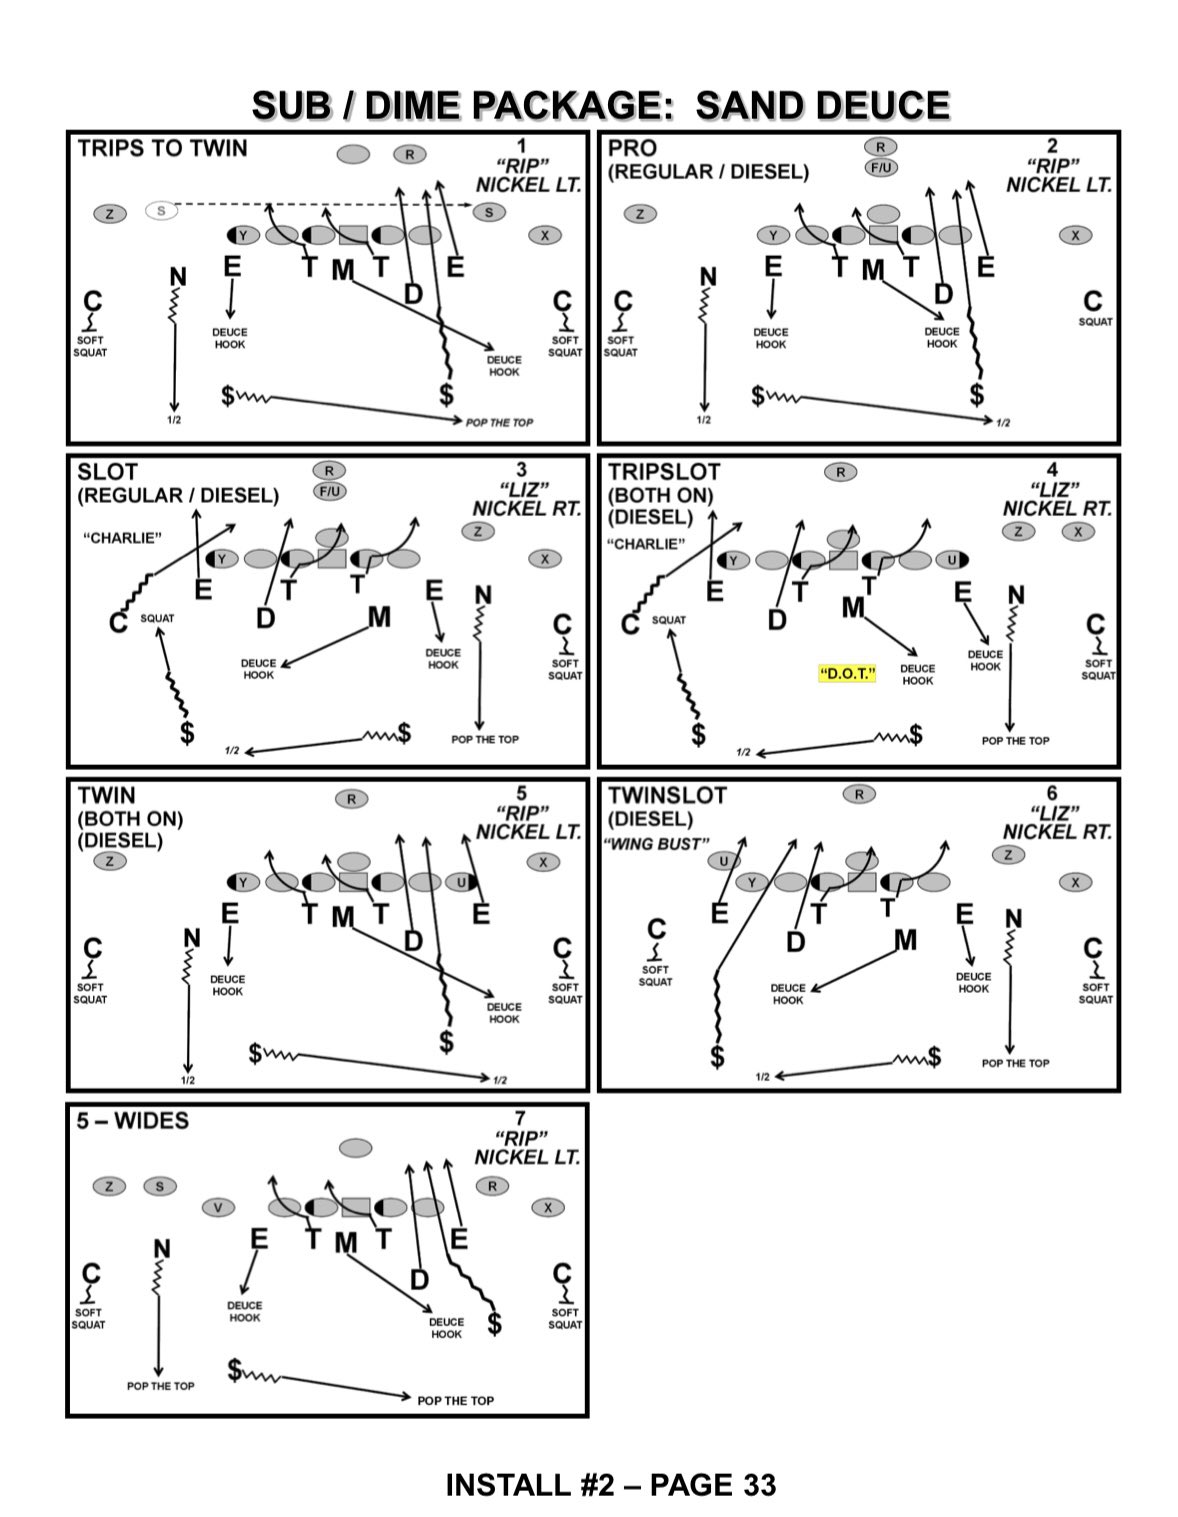 SUB / DIME PACKAGE: SAND DEUCE
TRIPS TO TWIN
1
“RIP”
NICKEL LT.
R
Z
S
S
Y
X
E
T
M
T
E
N
D
C
C
SOFT
SQUAT
DEUCE
HOOK
DEUCE
HOOK
SOFT
SQUAT
$
$
1/2
POP THE TOP
PRO
(REGULAR / DIESEL)
2
“RIP”
NICKEL LT.
R
F/U
Z
Y
X
E
T
M
T
E
N
D
C
C
SOFT
SQUAT
DEUCE
HOOK
DEUCE
HOOK
SQUAT
$
$
1/2
1/2
SLOT
(REGULAR / DIESEL)
3
“LIZ”
NICKEL RT.
R
F/U
“CHARLIE”
Z
Y
X
E
T
T
E
N
C
SQUAT
D
M
C
DEUCE
HOOK
DEUCE
HOOK
SOFT
SQUAT
$
$
1/2
POP THE TOP
TRIPSLOT
(BOTH ON)
(DIESEL)
4
“LIZ”
NICKEL RT.
R
“CHARLIE”
Z
X
Y
U
E
T
T
E
N
C
SQUAT
D
M
C
“D.O.T.”
DEUCE
HOOK
DEUCE
HOOK
SOFT
SQUAT
$
$
1/2
POP THE TOP
TWIN
(BOTH ON)
(DIESEL)
5
“RIP”
NICKEL LT.
R
Z
X
Y
U
E
T
M
T
E
N
D
C
C
SOFT
SQUAT
DEUCE
HOOK
DEUCE
HOOK
SOFT
SQUAT
$
$
1/2
1/2
TWINSLOT
(DIESEL)
6
“LIZ”
NICKEL RT.
R
“WING BUST”
U
Z
Y
X
E
T
T
E
N
C
D
M
C
SOFT
SQUAT
DEUCE
HOOK
DEUCE
HOOK
SOFT
SQUAT
$
$
1/2
POP THE TOP
5 – WIDES
7
“RIP”
NICKEL LT.
Z
S
R
V
X
E
T
M
T
E
N
D
C
C
SOFT
SQUAT
DEUCE
HOOK
DEUCE
HOOK
SOFT
SQUAT
$
$
POP THE TOP
POP THE TOP
INSTALL #2 – PAGE 33